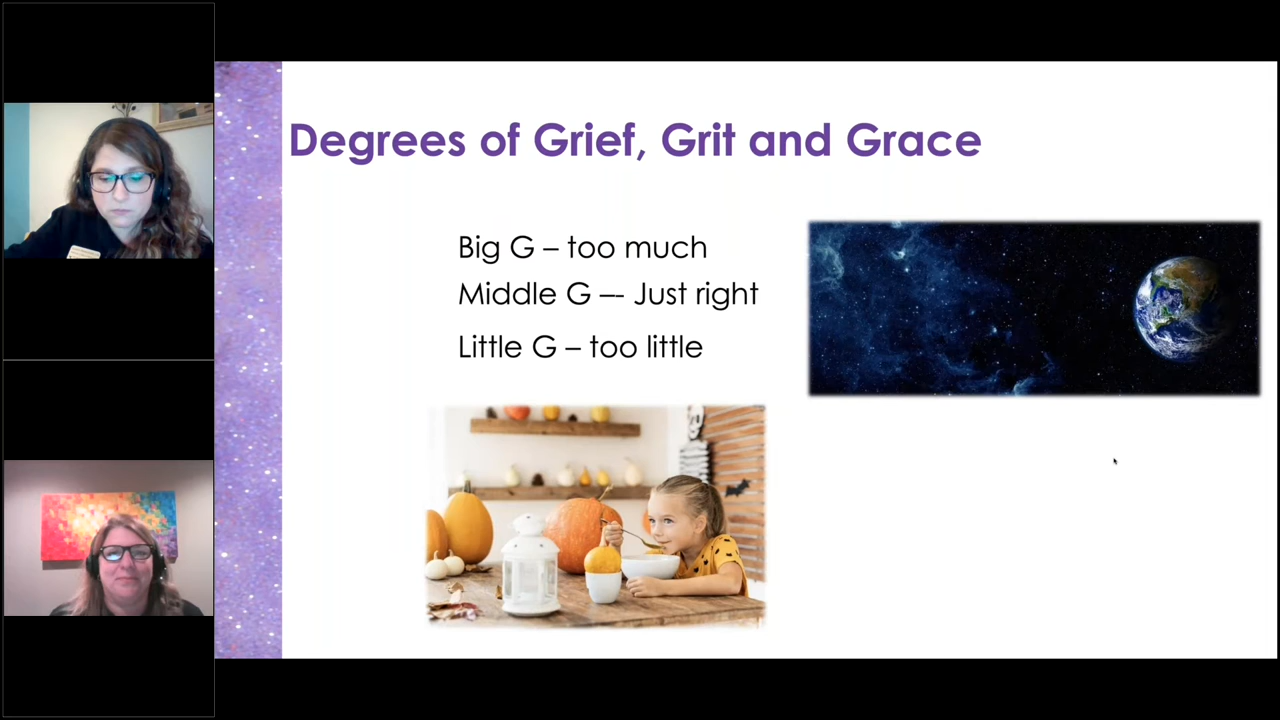 Degrees of Grief, Grit and Grace
Big G – too much
Middle G –- Just right
Little G – too little